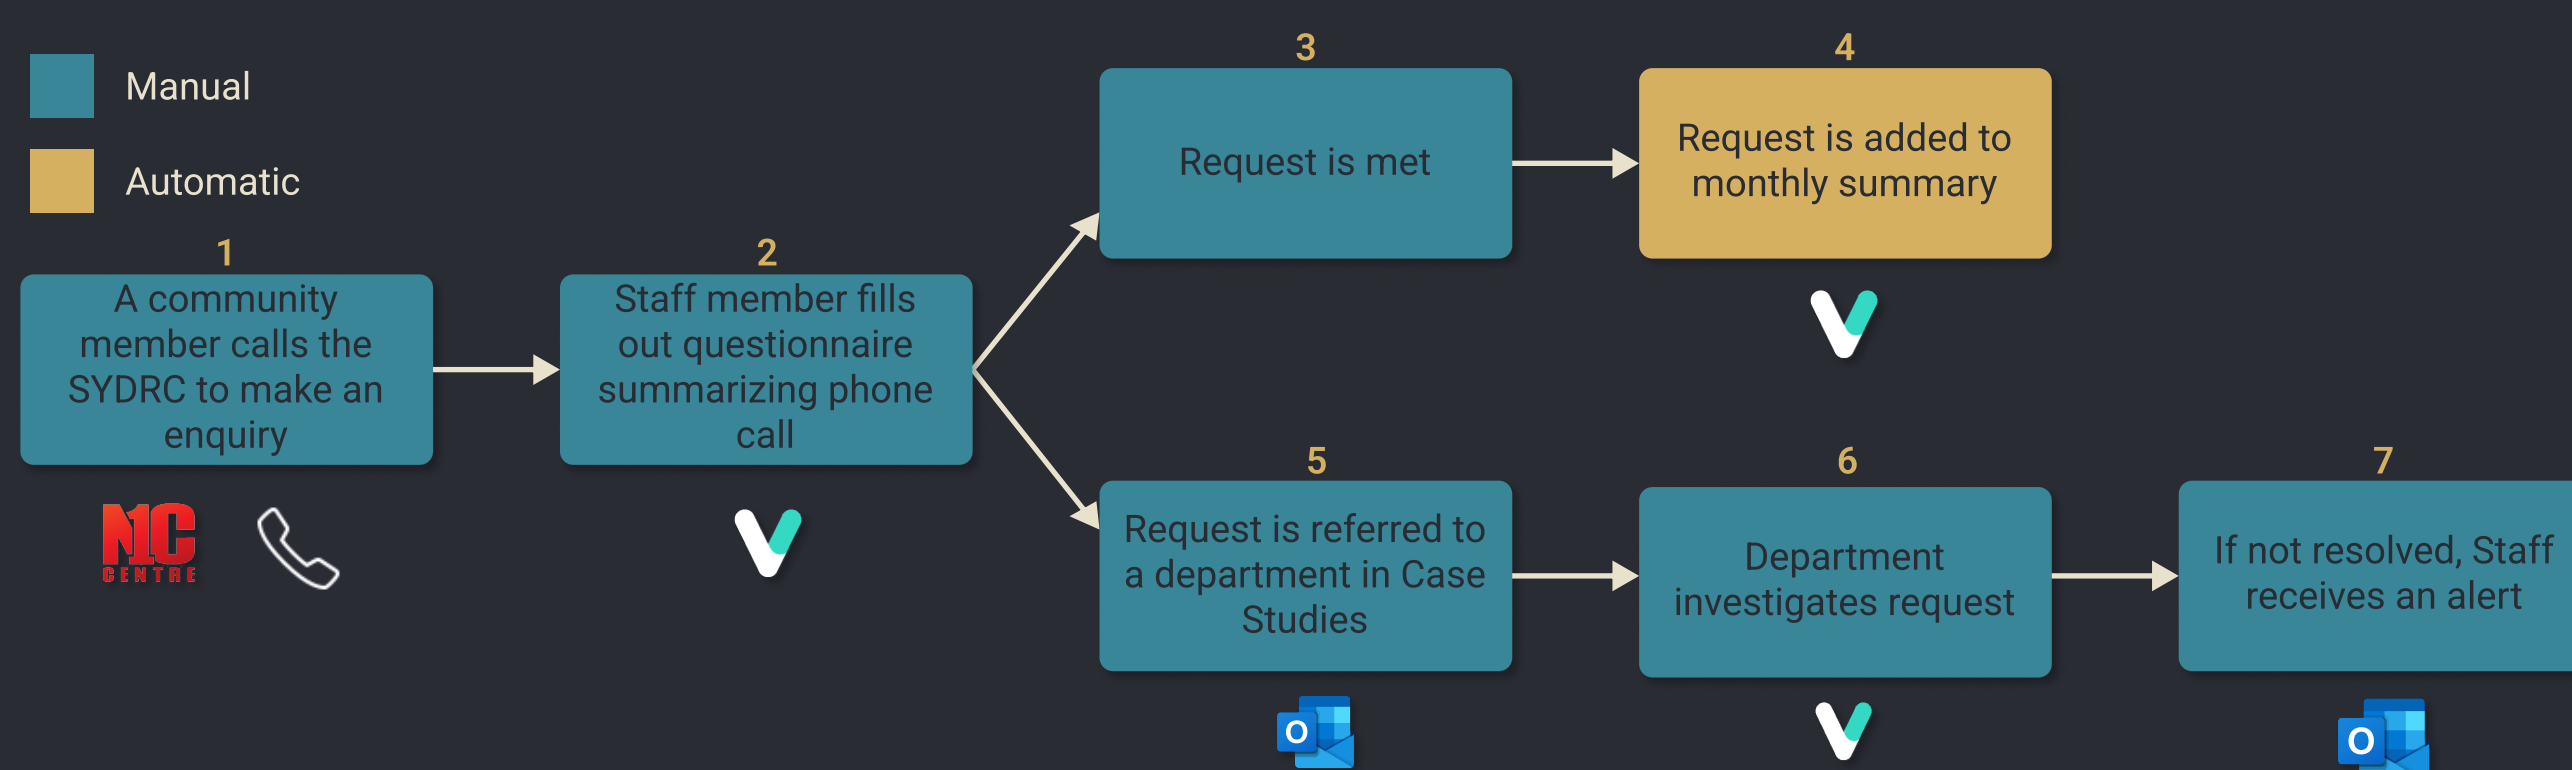 Manual
Automatic
1
A community
member calls the
SYDRC to make an
enquiry
N1C
CENTRE
2
Staff member fills
out questionnaire
summarizing phone
call
3
Request is met
4
Request is added to
monthly summary
5
Request is referred to
a department in Case
Studies
O
6
Department
investigates request
7
If not resolved, Staff
receives an alert
O